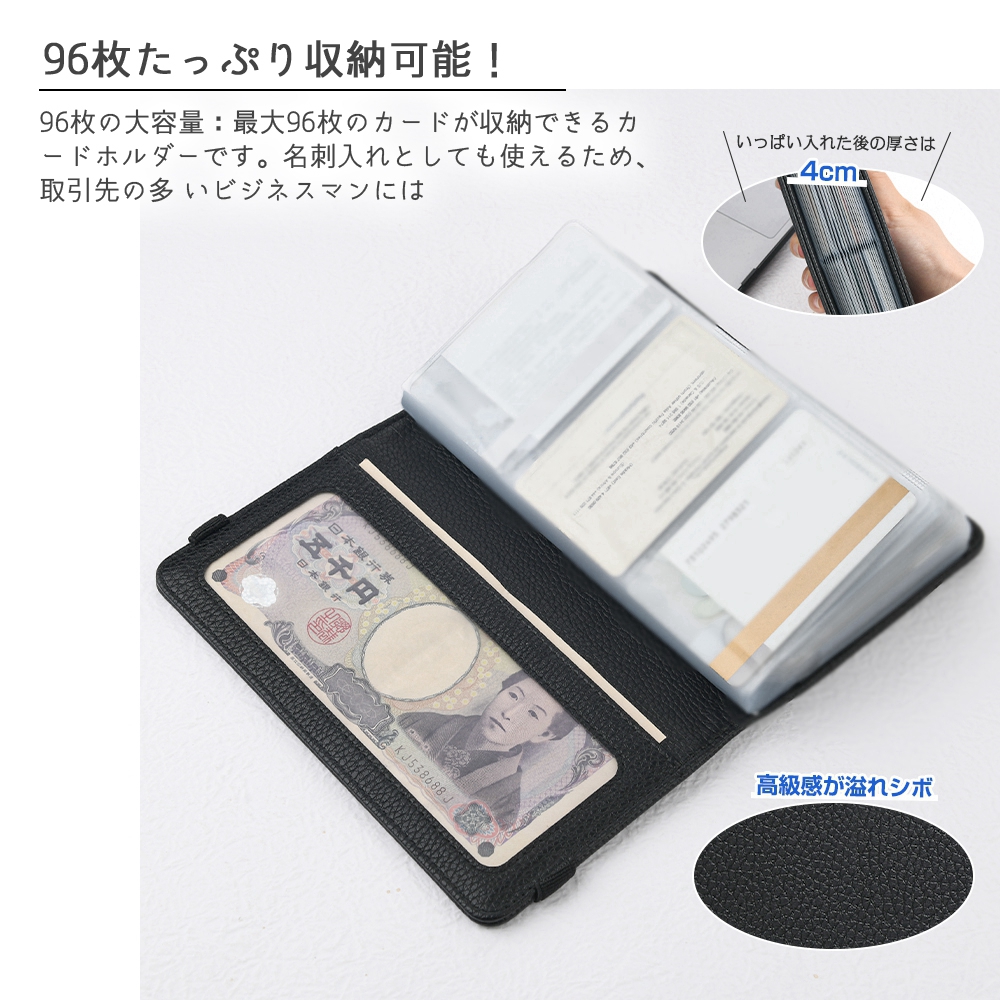 96枚たっぷり収納可能！
96枚の大容量：最大96枚のカードが収納できるカ
ードホルダーです。名刺入れとしても使えるため、
取引先の多 いビジネスマンには
いっぱい入れた後の厚さは
4cm
日本銀行券
五千円
日本銀行
KJ538688J
高級感が溢れシボ